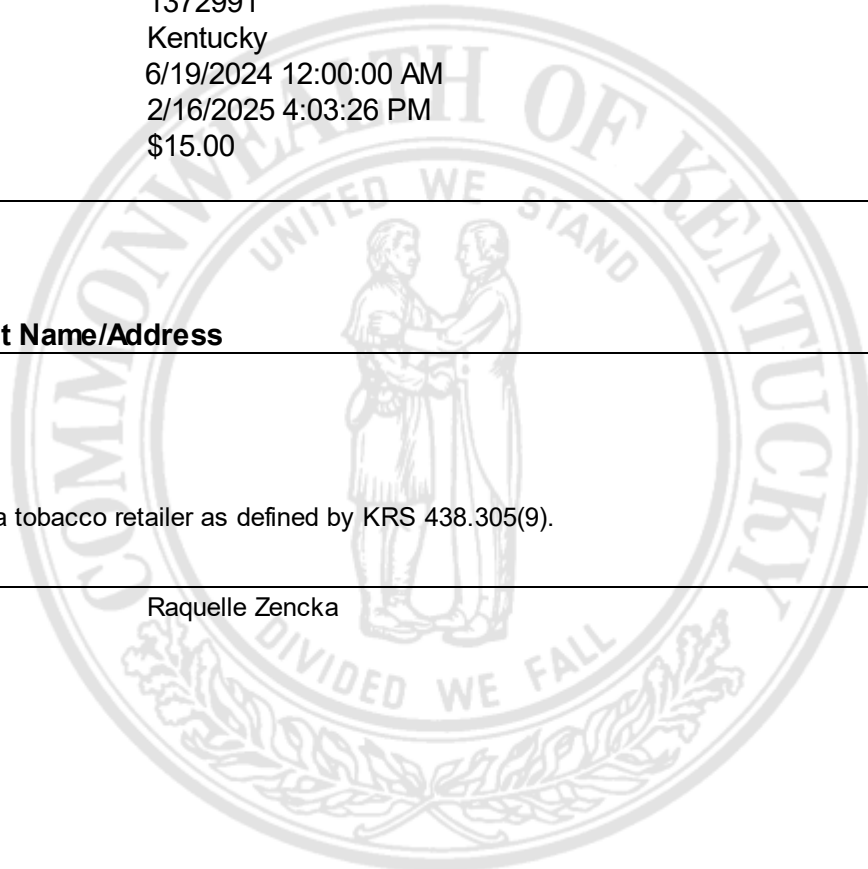 1372991
Kentucky
6/19/2024 12:00:00 AM
2/16/2025 4:03:26 PM
$15.00
t Name/Address
a tobacco retailer as defined by KRS 438.305(9).
Raquelle Zencka
COMMONWEALTH OF KENTUCKY
UNITED WE STAND
DIVIDED WE FALL